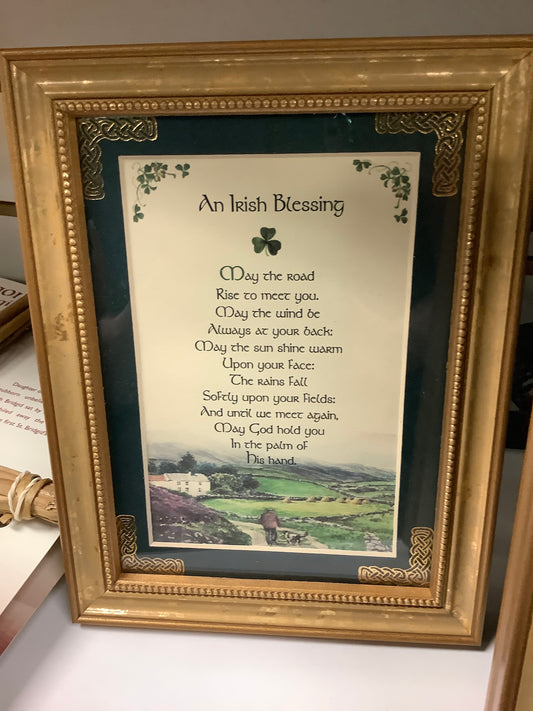 An Irish Blessing
May the road
Rise to meet you.
May the wind be
Always at your back:
May the sun shine warm
Upon your face:
The rains fall
Softly upon your fields:
And until we meet again,
May God hold you
In the palm of
His hand.